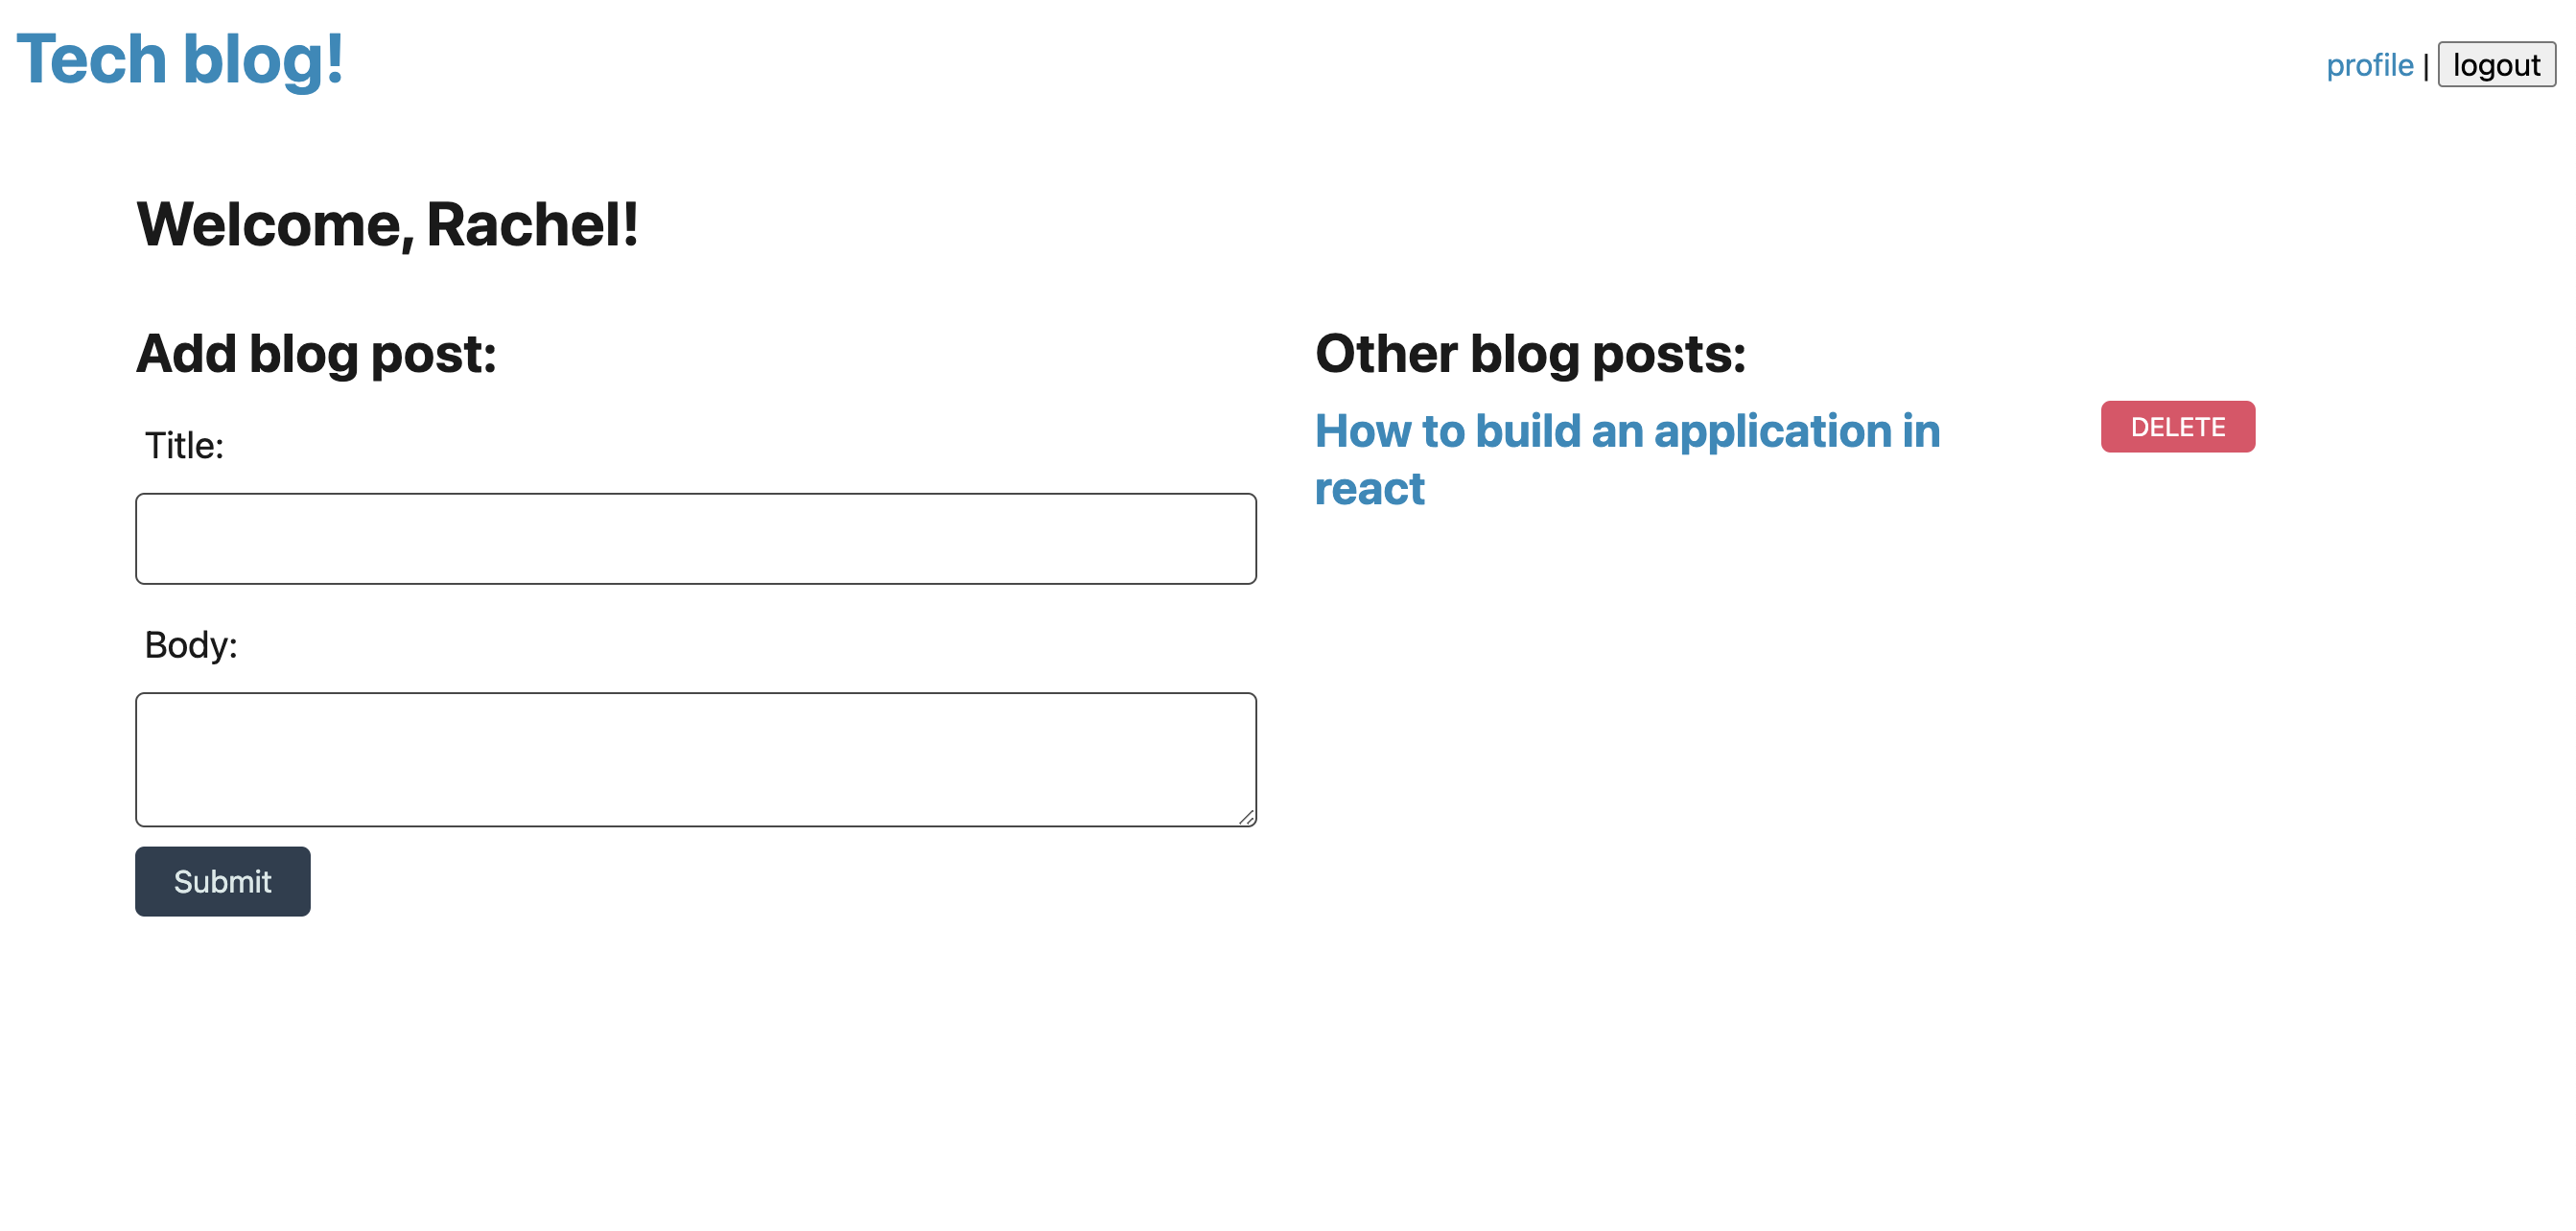 Tech blog!
profile | logout
Welcome, Rachel!
Add blog post:
Title:
Body:
Submit
Other blog posts:
How to build an application in
react
DELETE